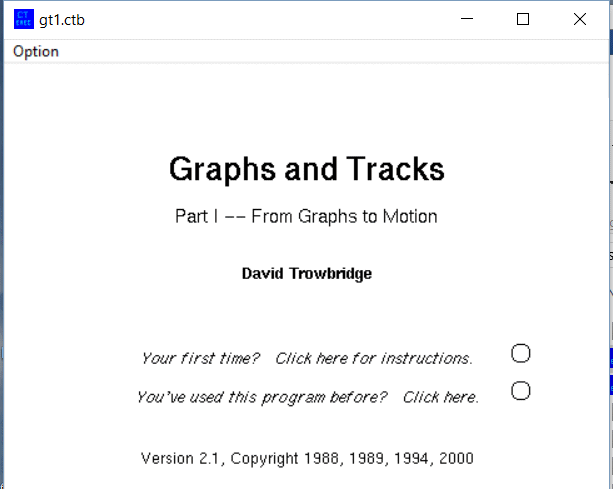 gt1.ctb
Option
Graphs and Tracks
Part I -- From Graphs to Motion
David Trowbridge
Your first time? Click here for instructions.
You've used this program before? Click here.
Version 2.1, Copyright 1988, 1989, 1994, 2000